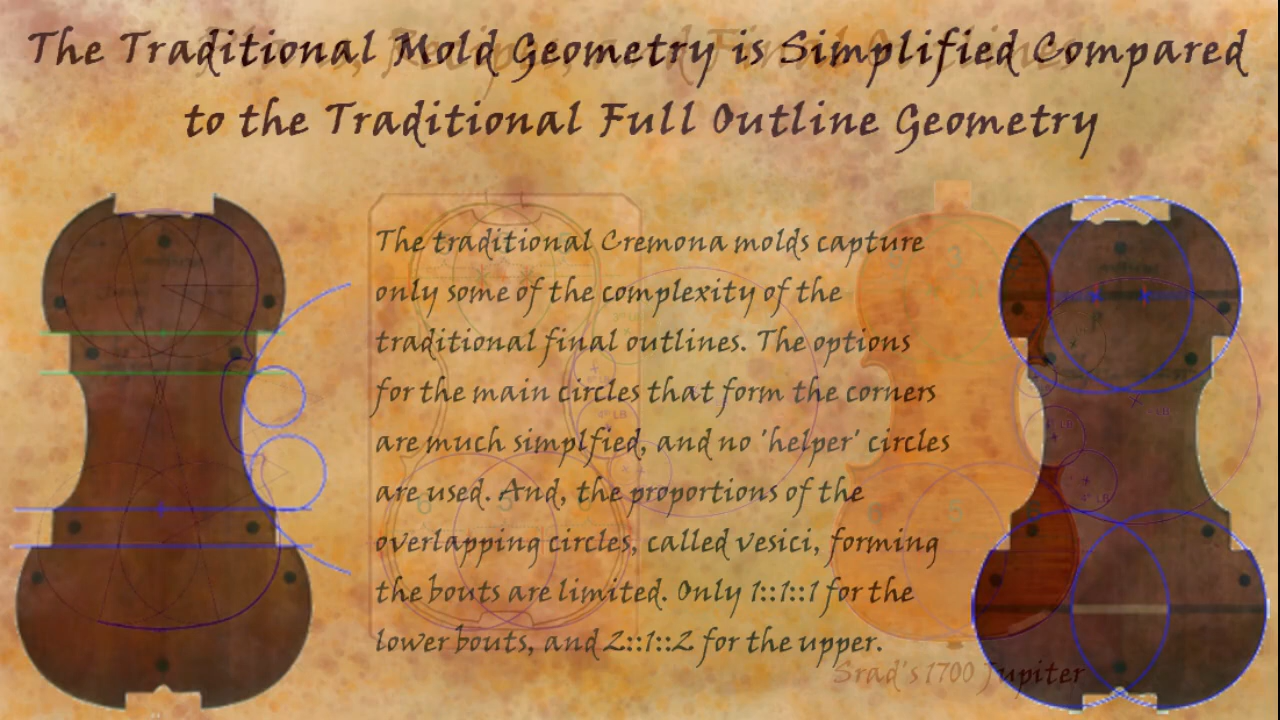 The Traditional Mold Geometry is Simplified Compared
to the Traditional Full Outline Geometry
The traditional Cremona molds capture
only some of the complexity of the
traditional final outlines. The options
for the main circles that form the corners
are much simplfied, and no 'helper' circles
are used. And, the proportions of the
overlapping circles, called vesici, forming
the bouts are limited. Only 1::1::1 for the
lower bouts, and 2::1::2 for the upper.
Srad's 1700 Jupiter